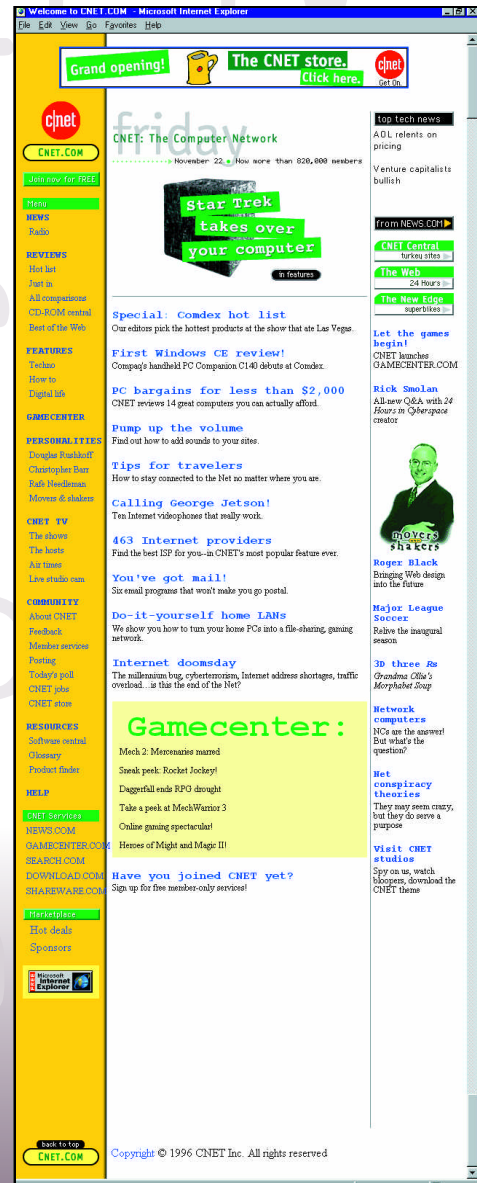 Welcome to CNET.COM - Microsoft Internet Explorer
File Edit View Go Favorites Help
Grand opening!
The CNET store.
Click here.
c|net
Get On.
c|net
CNET.COM
Join now for FREE
Menu
NEWS
Radio
REVIEWS
Hot list
Just in
All comparisons
CD-ROM central
Best of the Web
FEATURES
Techno
How to
Digital life
GAMECENTER
PERSONALITIES
Douglas Rushkoff
Christopher Barr
Rafe Needleman
Movers & shakers
CNET TV
The shows
The hosts
Air times
Live studio cam
COMMUNITY
About CNET
Feedback
Member services
Posting
Today's poll
CNET jobs
CNET store
RESOURCES
Software central
Glossary
Product finder
HELP
CNET Services
NEWS.COM
GAMECENTER.COM
SEARCH.COM
DOWNLOAD.COM
SHAREWARE.COM
Marketplace
Hot deals
Sponsors
FREE
Microsoft
Internet
Explorer
back to top
CNET.COM
friday
CNET: The Computer Network
November 22 Now more than 820,000 members
Star Trek
takes over
your computer
in features
Special: Comdex hot list
Our editors pick the hottest products at the show that ate Las Vegas.
First Windows CE review!
Compaq's handheld PC Companion C140 debuts at Comdex.
PC bargains for less than $2,000
CNET reviews 14 great computers you can actually afford.
Pump up the volume
Find out how to add sounds to your sites.
Tips for travelers
How to stay connected to the Net no matter where you are.
Calling George Jetson!
Ten Internet videophones that really work.
463 Internet providers
Find the best ISP for you--in CNET's most popular feature ever.
You've got mail!
Six email programs that won't make you go postal.
Do-it-yourself home LANs
We show you how to turn your home PCs into a file-sharing, gaming
network.
Internet doomsday
The millennium bug, cyberterrorism, Internet address shortages, traffic
overload...is this the end of the Net?
Gamecenter:
Mech 2: Mercenaries marred
Sneak peek: Rocket Jockey!
Daggerfall ends RPG drought
Take a peek at MechWarrior 3
Online gaming spectacular!
Heroes of Might and Magic II!
Have you joined CNET yet?
Sign up for free member-only services!
Copyright © 1996 CNET Inc. All rights reserved
top tech news
AOL relents on
pricing
Venture capitalists
bullish
from NEWS.COM
CNET Central
turkey sites
The Web
24 Hours
The New Edge
superbikes
Let the games
begin!
CNET launches
GAMECENTER.COM
Rick Smolan
All-new Q&A with 24
Hours in Cyberspace
creator
movers
shakers
Roger Black
Bringing Web design
into the future
Major League
Soccer
Relive the inaugural
season
3D three Rs
Grandma Ollie's
Morphabet Soup
Network
computers
NCs are the answer!
But what's the
question?
Net
conspiracy
theories
They may seem crazy,
but they do serve a
purpose
Visit CNET
studios
Spy on us, watch
bloopers, download the
CNET theme